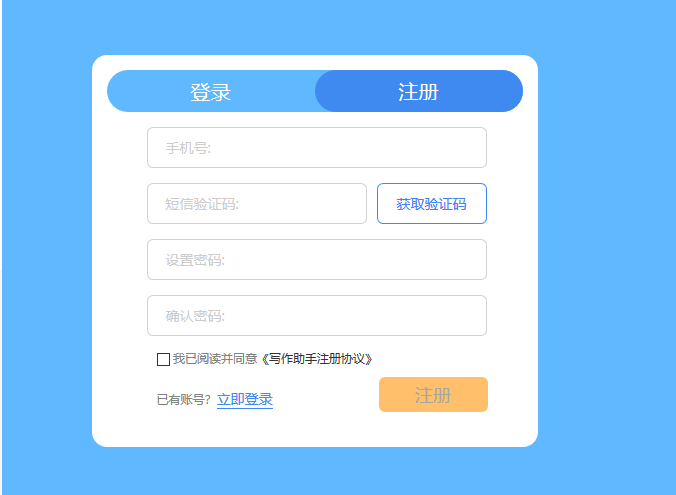 登录 注册
手机号:
短信验证码: 获取验证码
设置密码:
确认密码:
我已阅读并同意《写作助手注册协议》
已有账号？立即登录 注册